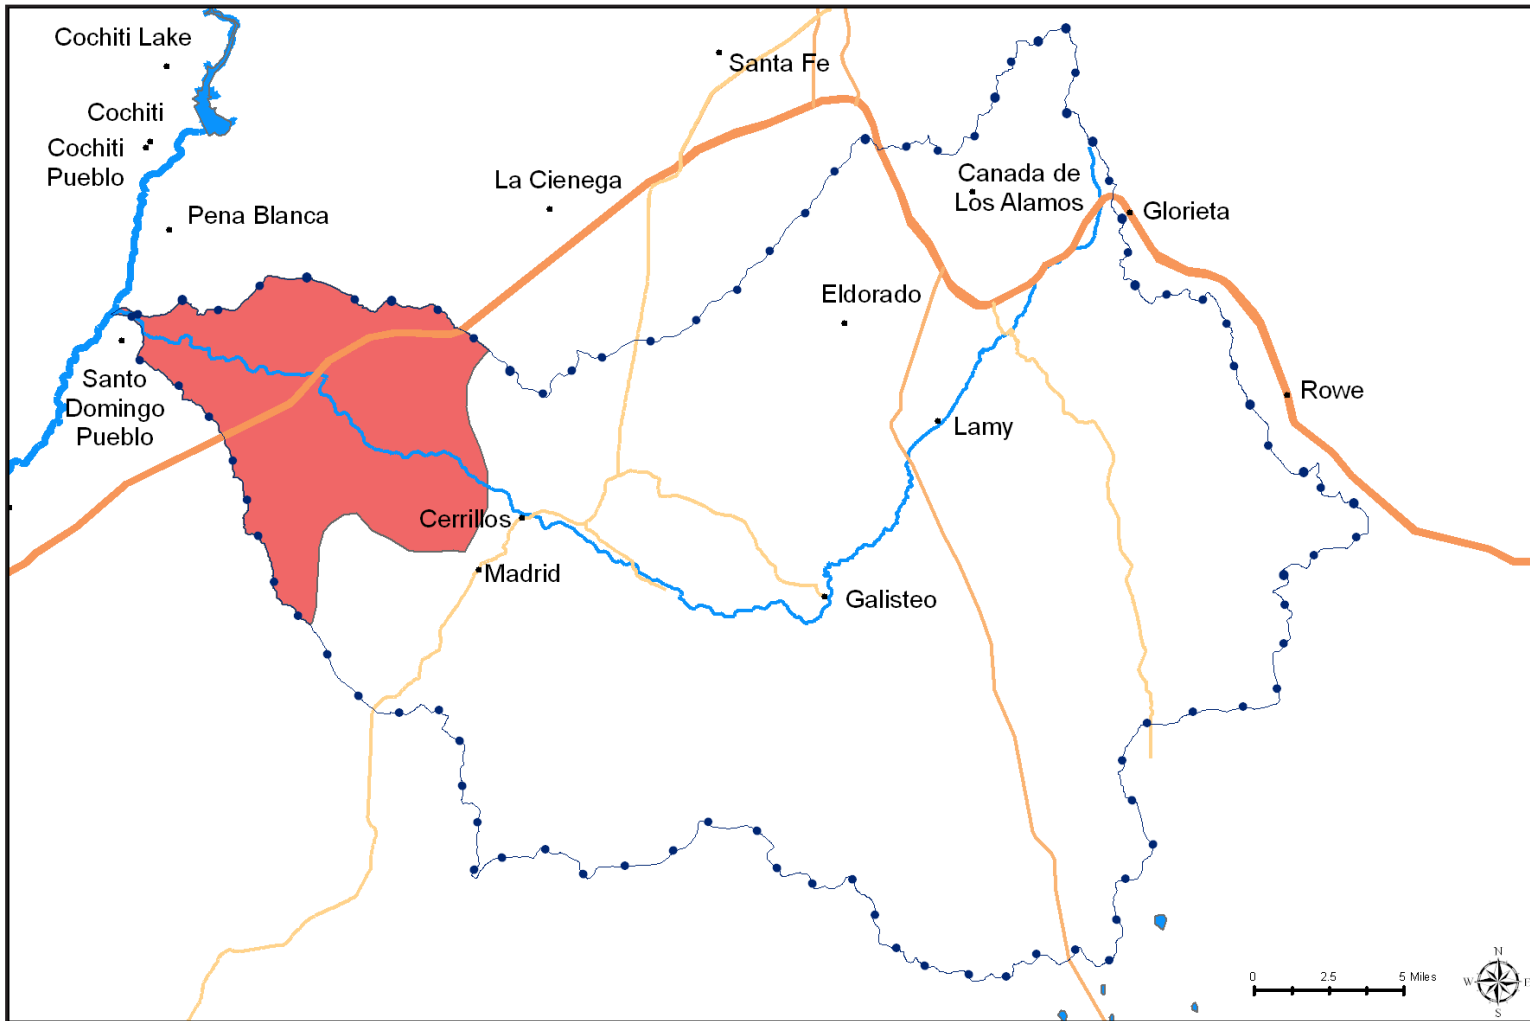 Cochiti Lake
Santa Fe
Cochiti
Cochiti
Pueblo
La Cienega
Canada de
Los Alamos
Pena Blanca
Glorieta
Eldorado
Santo
Domingo
Pueblo
Rowe
Lamy
Cerrillos
Madrid
Galisteo
0 2.5 5 Miles
N
W E
S